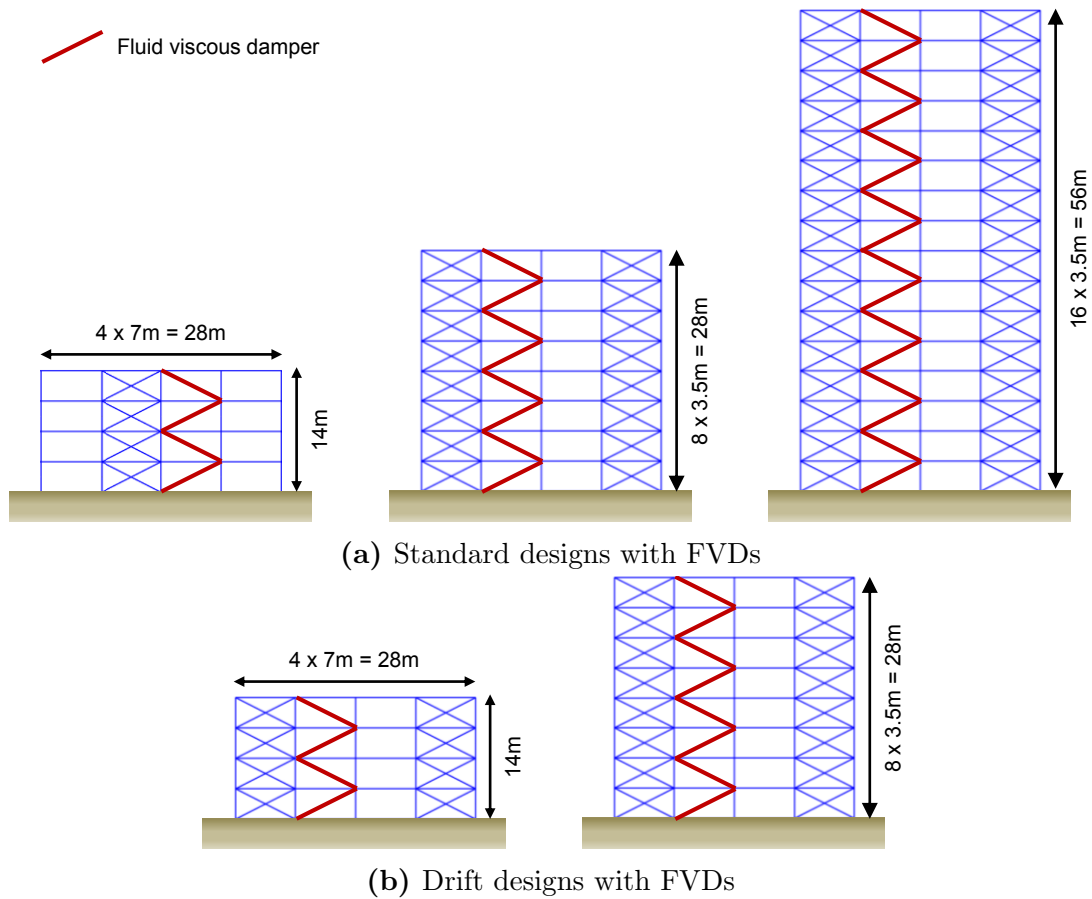 Fluid viscous damper
4 x 7m = 28m
14m
8 x 3.5m = 28m
16 x 3.5m = 56m
(a) Standard designs with FVDs
4 x 7m = 28m
14m
8 x 3.5m = 28m
(b) Drift designs with FVDs